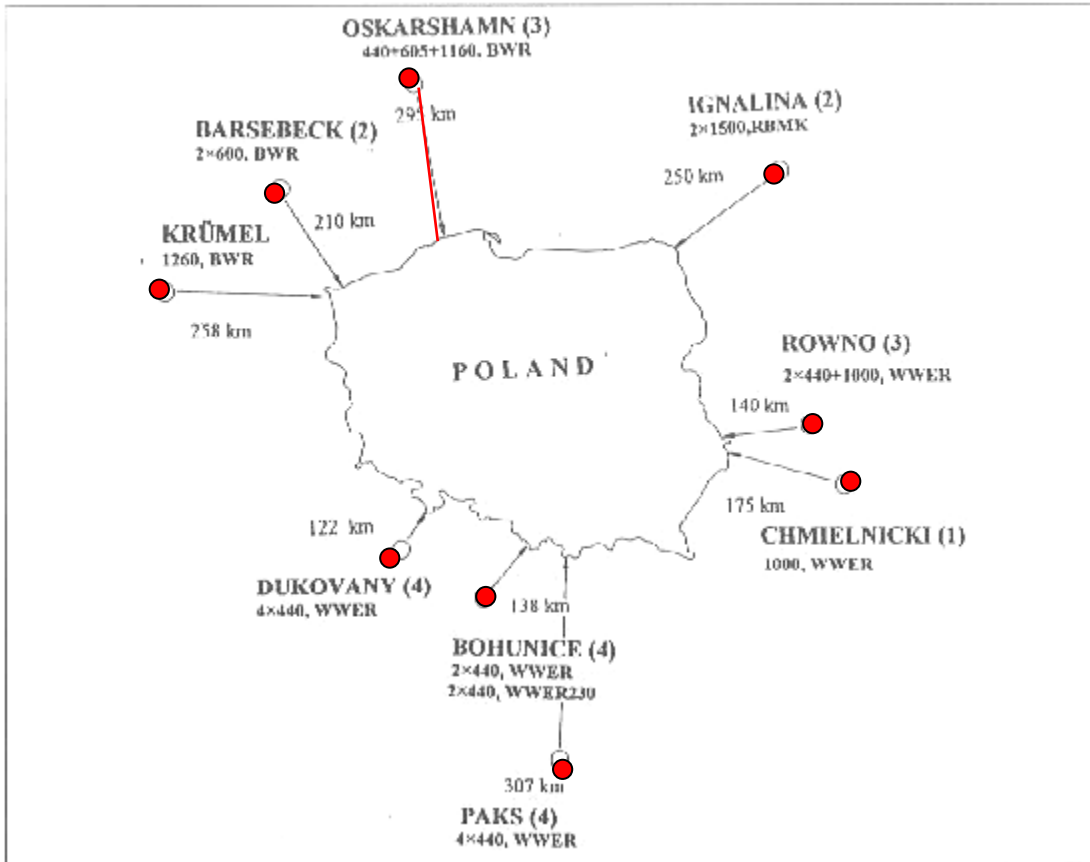 OSKARSHAMN (3)
440+605+1160, BWR
295 km
IGNALINA (2)
2×1500,RBMK
250 km
BARSEBECK (2)
2×600, BWR
210 km
KRÜMEL
1260, BWR
258 km
POLAND
ROWNO (3)
2×440+1000, WWER
140 km
175 km
CHMIELNICKI (1)
1000, WWER
122 km
DUKOVANY (4)
4×440, WWER
138 km
BOHUNICE (4)
2×440, WWER
2×440, WWER230
307 km
PAKS (4)
4×440, WWER